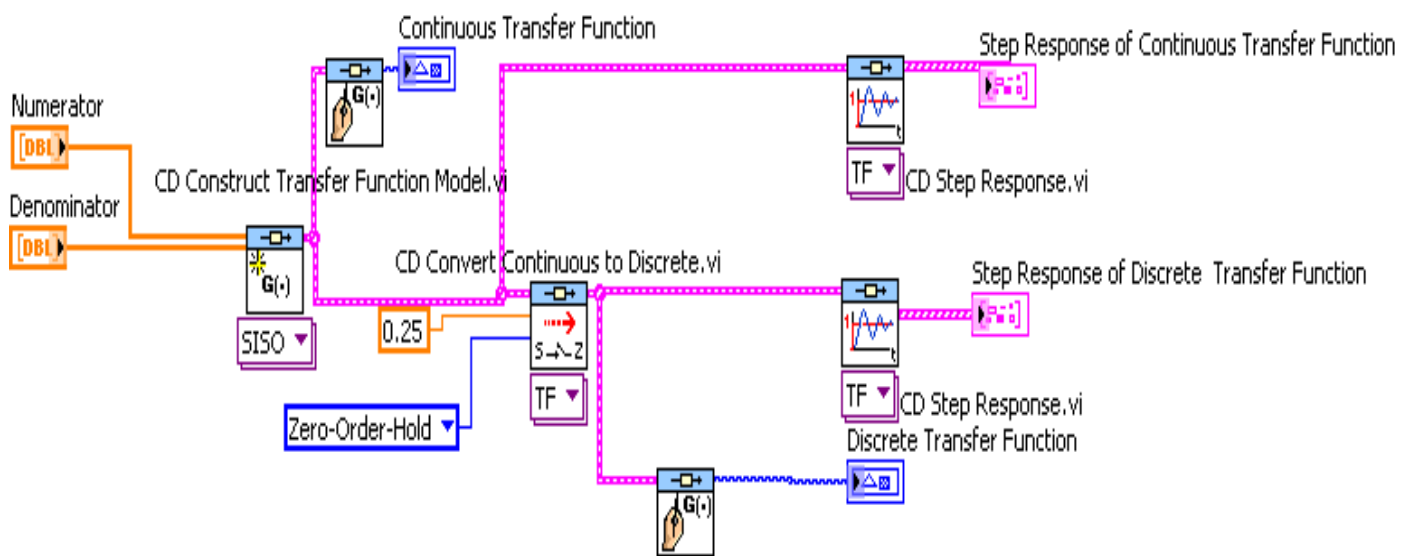 Continuous Transfer Function
Step Response of Continuous Transfer Function
G(·)
Numerator
[DBL]
1
t
CD Construct Transfer Function Model.vi
TF
CD Step Response.vi
Denominator
[DBL]
G(·)
CD Convert Continuous to Discrete.vi
Step Response of Discrete Transfer Function
SISO
0.25
S Z
1
t
TF
TF
CD Step Response.vi
Zero-Order-Hold
Discrete Transfer Function
G(·)